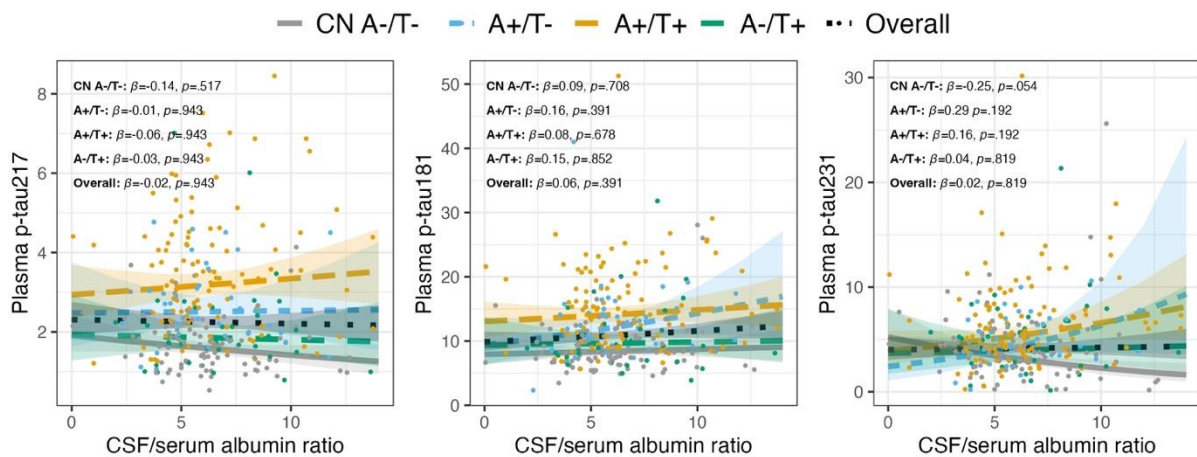 CN A-/T- A+/T- A+/T+ A-/T+ Overall
Plasma p-tau217
8
6
4
2
CN A-/T-: β=-0.14, p=.517
A+/T-: β=-0.01, p=.943
A+/T+: β=-0.06, p=.943
A-/T+: β=-0.03, p=.943
Overall: β=-0.02, p=.943
0 5 10
CSF/serum albumin ratio
Plasma p-tau181
50
40
30
20
10
0
CN A-/T-: β=0.09, p=.708
A+/T-: β=0.16, p=.391
A+/T+: β=0.08, p=.678
A-/T+: β=0.15, p=.852
Overall: β=0.06, p=.391
0 5 10
CSF/serum albumin ratio
Plasma p-tau231
30
20
10
0
CN A-/T-: β=-0.25, p=.054
A+/T-: β=0.29 p=.192
A+/T+: β=0.16, p=.192
A-/T+: β=0.04, p=.819
Overall: β=0.02, p=.819
0 5 10
CSF/serum albumin ratio